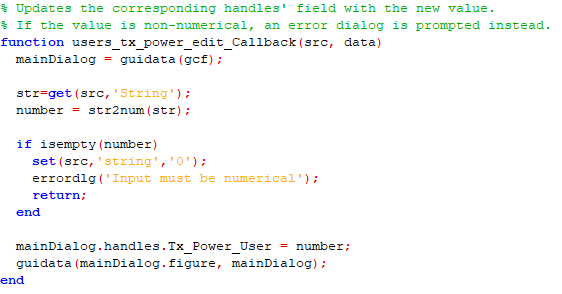 % Updates the corresponding handles' field with the new value.
% If the value is non-numerical, an error dialog is prompted instead.
function users_tx_power_edit_Callback(src, data)
  mainDialog = guidata(gcf);

  str=get(src,'String');
  number = str2num(str);

  if isempty(number)
    set(src,'string','0');
    errordlg('Input must be numerical');
    return;
  end

  mainDialog.handles.Tx_Power_User = number;
  guidata(mainDialog.figure, mainDialog);
end